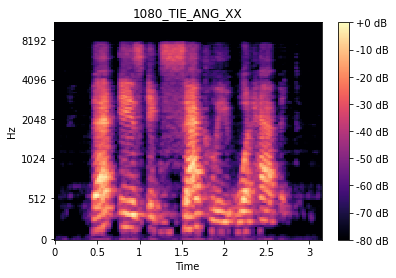 1080_TIE_ANG_XX
Hz
8192
4096
2048
1024
512
0
0
0.5
1
1.5
2
2.5
3
Time
+0 dB
-10 dB
-20 dB
-30 dB
-40 dB
-50 dB
-60 dB
-70 dB
-80 dB